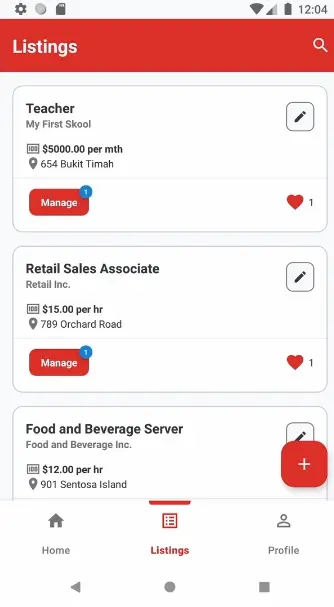 12:04
Listings
Teacher
My First Skool
$5000.00 per mth
654 Bukit Timah
Manage
1
1
Retail Sales Associate
Retail Inc.
$15.00 per hr
789 Orchard Road
Manage
1
1
Food and Beverage Server
Food and Beverage Inc.
$12.00 per hr
901 Sentosa Island
+
Home
Listings
Profile